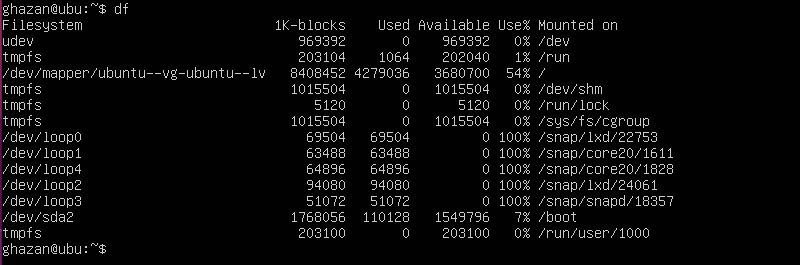 ghazan@ubu:~$ df
Filesystem                        1K-blocks    Used Available Use% Mounted on
udev                                 969392       0    969392   0% /dev
tmpfs                                203104    1064    202040   1% /run
/dev/mapper/ubuntu--vg-ubuntu--lv   8408452 4279036   3680700  54% /
tmpfs                               1015504       0   1015504   0% /dev/shm
tmpfs                                  5120       0      5120   0% /run/lock
tmpfs                               1015504       0   1015504   0% /sys/fs/cgroup
/dev/loop0                            69504   69504         0 100% /snap/lxd/22753
/dev/loop1                            63488   63488         0 100% /snap/core20/1611
/dev/loop4                            64896   64896         0 100% /snap/core20/1828
/dev/loop2                            94080   94080         0 100% /snap/lxd/24061
/dev/loop3                            51072   51072         0 100% /snap/snapd/18357
/dev/sda2                           1768056  110128   1549796   7% /boot
tmpfs                                203100       0    203100   0% /run/user/1000
ghazan@ubu:~$